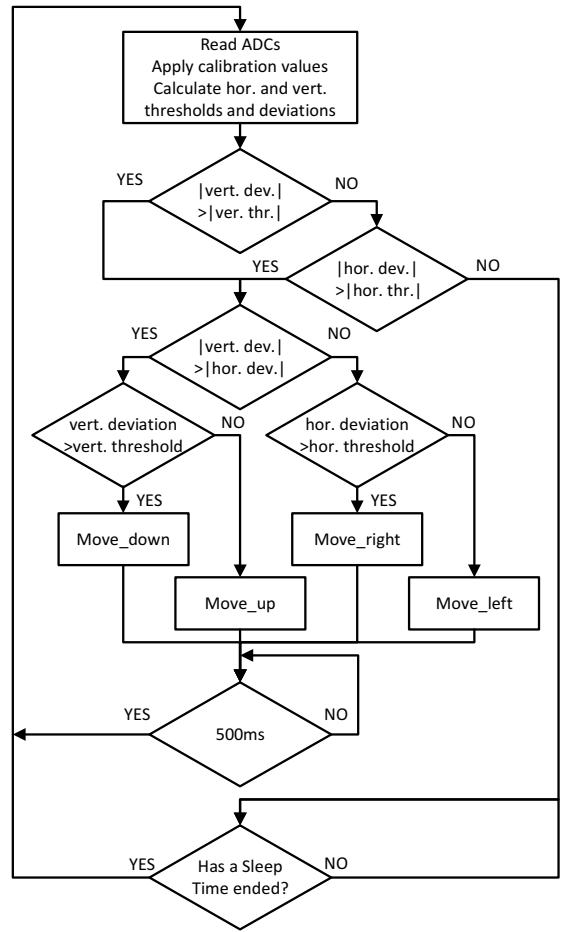 Read ADCs
Apply calibration values
Calculate hor. and vert.
thresholds and deviations
YES
NO
|vert. dev.|
>|ver. thr.|
YES
NO
|hor. dev.|
>|hor. thr.|
YES
NO
|vert. dev.|
>|hor. dev.|
vert. deviation
>vert. threshold
NO
hor. deviation
>hor. threshold
NO
YES
YES
Move_down
Move_right
Move_up
Move_left
YES
NO
500ms
YES
NO
Has a Sleep
Time ended?